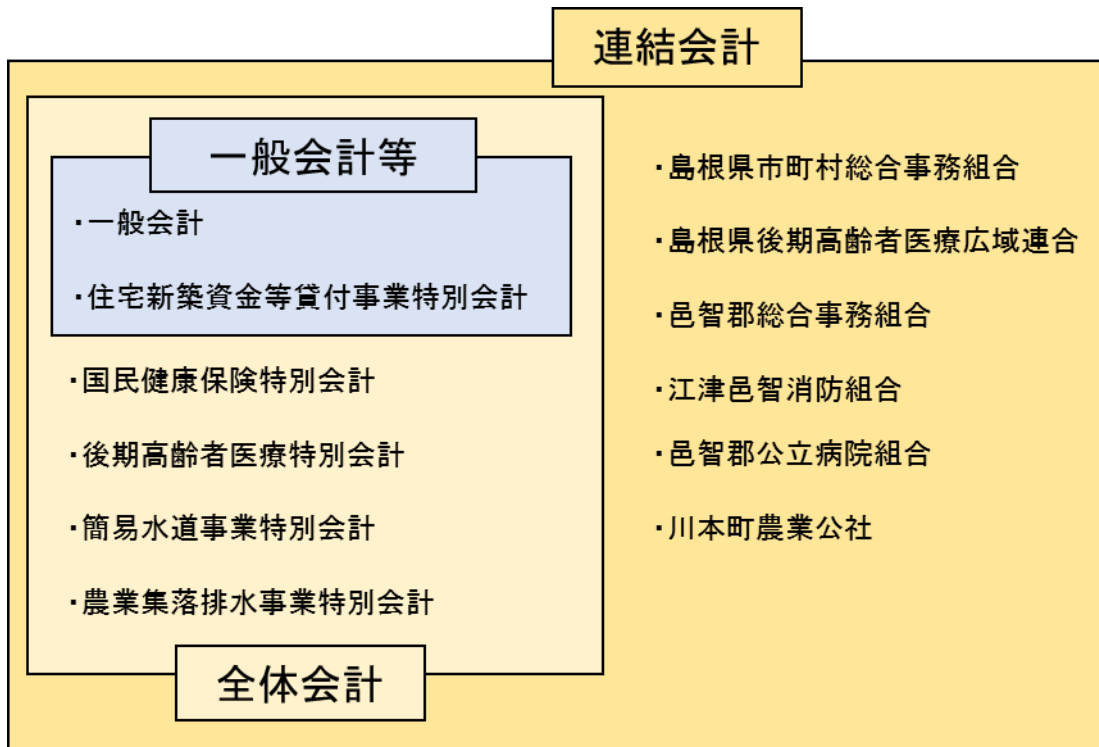 連結会計
一般会計等
・一般会計
・住宅新築資金等貸付事業特別会計
・国民健康保険特別会計
・後期高齢者医療特別会計
・簡易水道事業特別会計
・農業集落排水事業特別会計
全体会計
・島根県市町村総合事務組合
・島根県後期高齢者医療広域連合
・邑智郡総合事務組合
・江津邑智消防組合
・邑智郡公立病院組合
・川本町農業公社